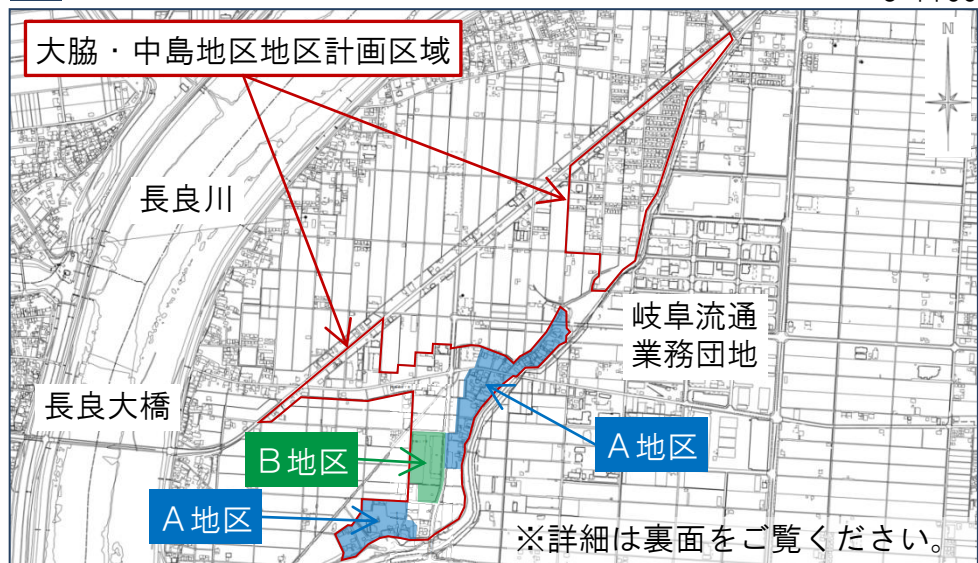 大脇・中島地区地区計画区域
N
長良川
岐阜流通
業務団地
長良大橋
A地区
B地区
A地区
※詳細は裏面をご覧ください。